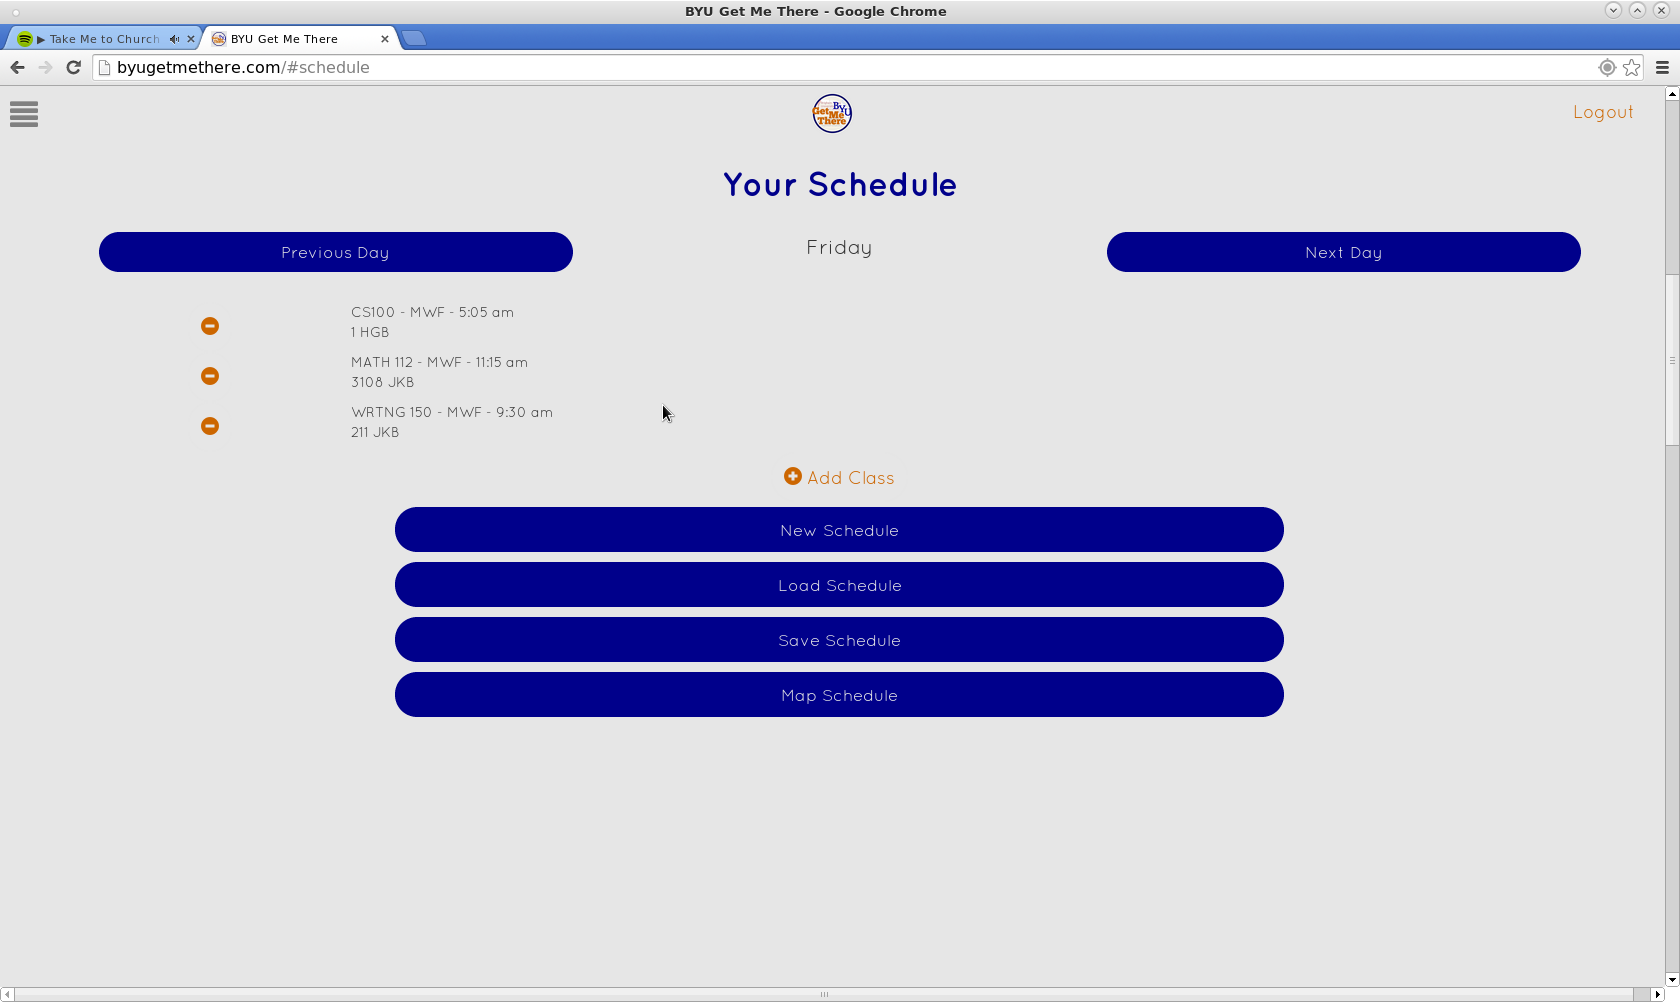 BYU Get Me There - Google Chrome
▶ Take Me to Church
BYU Get Me There
byugetmethere.com/#schedule
BYU
Get
Me
There
Logout
Your Schedule
Previous Day
Friday
Next Day
CS100 - MWF - 5:05 am
1 HGB
MATH 112 - MWF - 11:15 am
3108 JKB
WRTNG 150 - MWF - 9:30 am
211 JKB
Add Class
New Schedule
Load Schedule
Save Schedule
Map Schedule